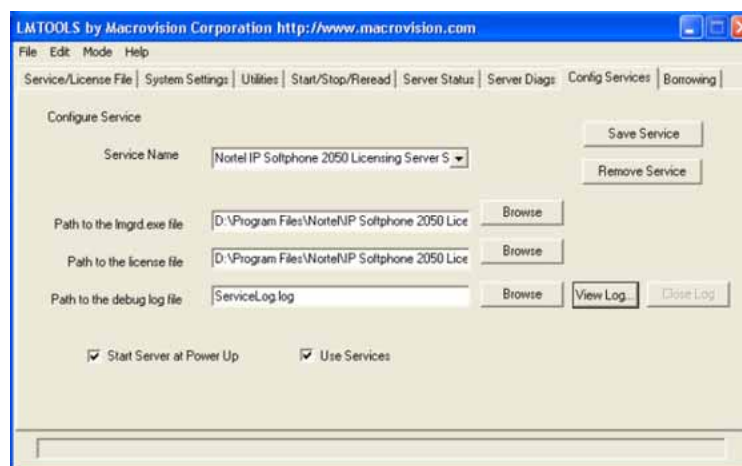 LMTOOLS by Macrovision Corporation http://www.macrovision.com
File Edit Mode Help
Service/License File System Settings Utilities Start/Stop/Reread Server Status Server Diags Config Services Borrowing
Configure Service
Save Service
Service Name Nortel IP Softphone 2050 Licensing Server S
Remove Service
Path to the lmgrd.exe file D:\Program Files\Nortel\IP Softphone 2050 Lice Browse
Path to the license file D:\Program Files\Nortel\IP Softphone 2050 Lice Browse
Path to the debug log file ServiceLog.log Browse View Log... Close Log
Start Server at Power Up Use Services